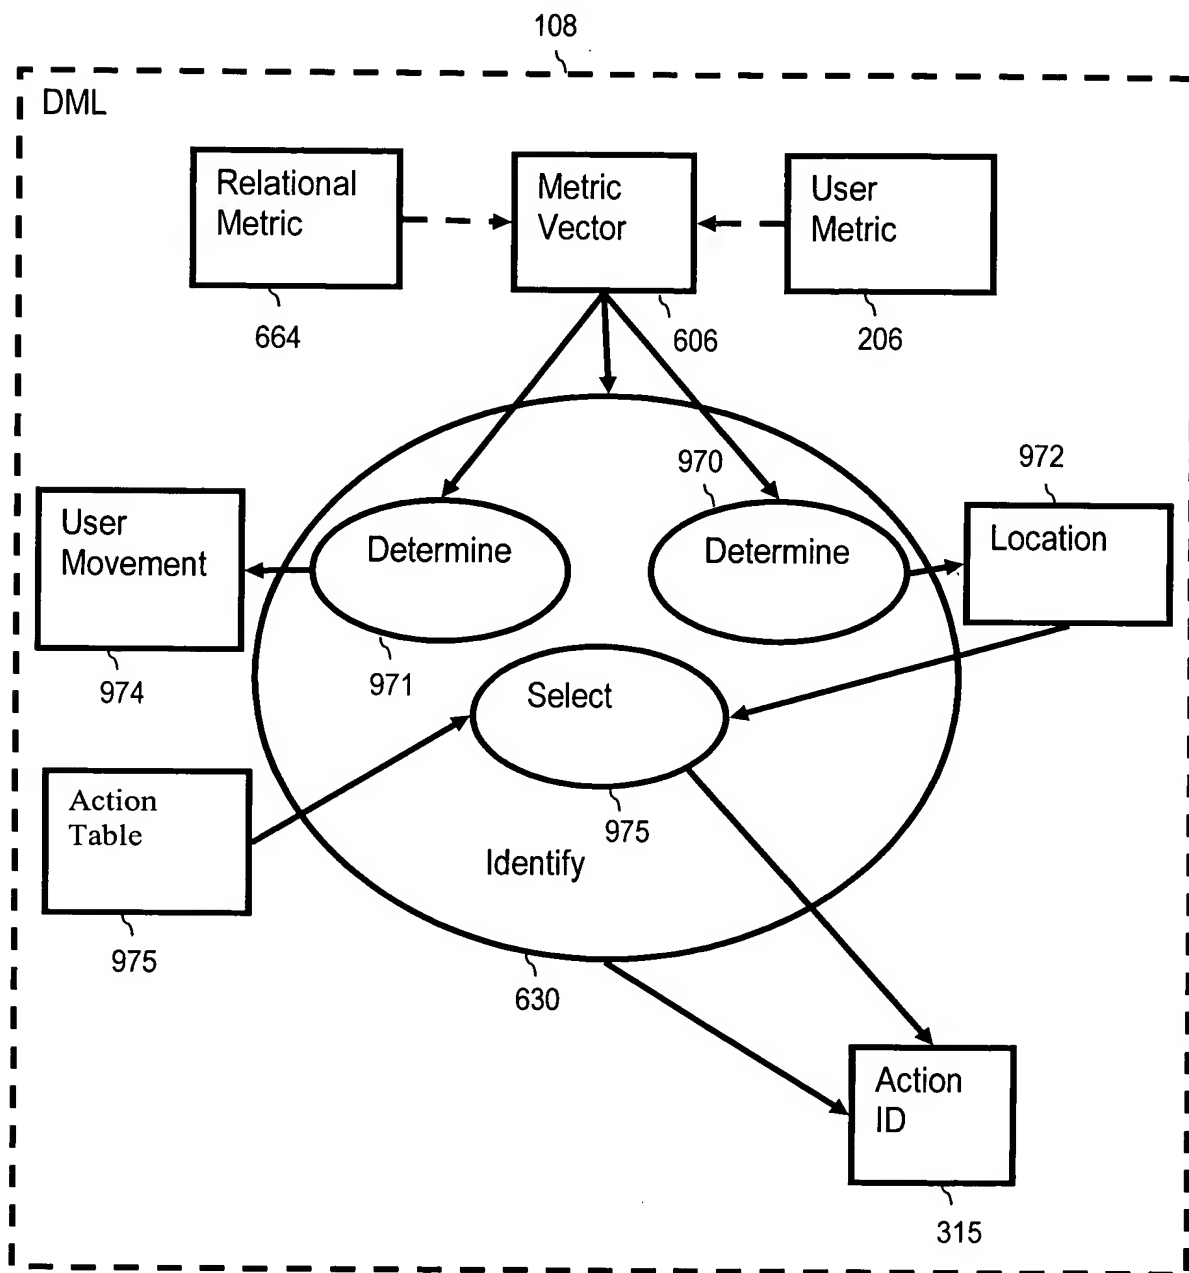 108
DML
Relational
Metric
Metric
Vector
User
Metric
664
606
206
970
972
User
Movement
Determine
Determine
Location
974
971
Select
Action
Table
975
Identify
975
630
Action
ID
315